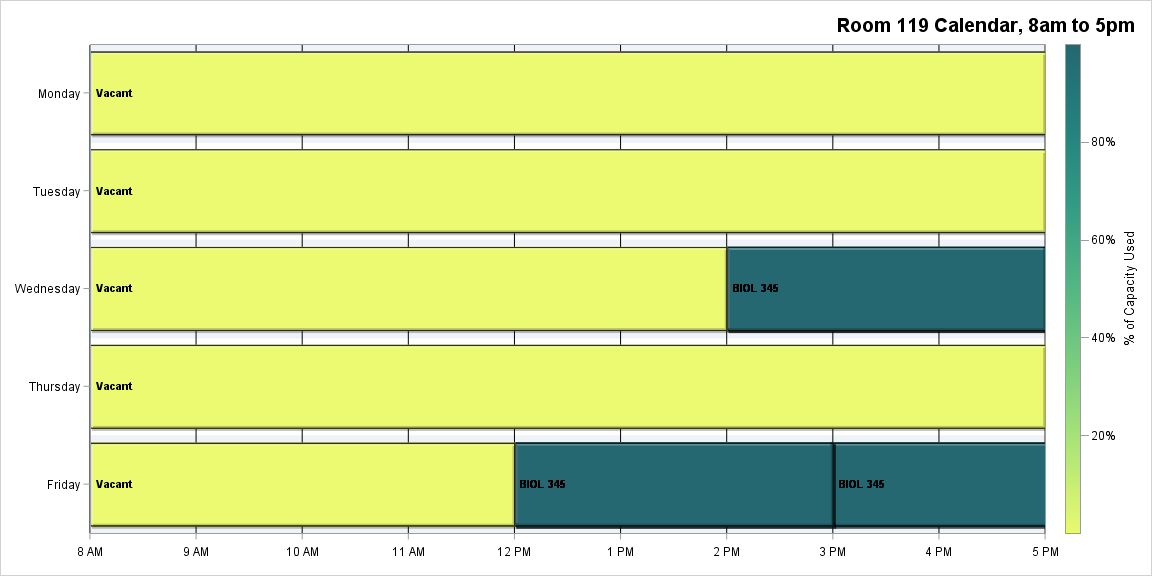 Room 119 Calendar, 8am to 5pm
Monday
Vacant
Tuesday
Vacant
Wednesday
Vacant
BIOL 345
Thursday
Vacant
Friday
Vacant
BIOL 345
BIOL 345
8 AM 9 AM 10 AM 11 AM 12 PM 1 PM 2 PM 3 PM 4 PM 5 PM
80%
60%
40%
20%
% of Capacity Used